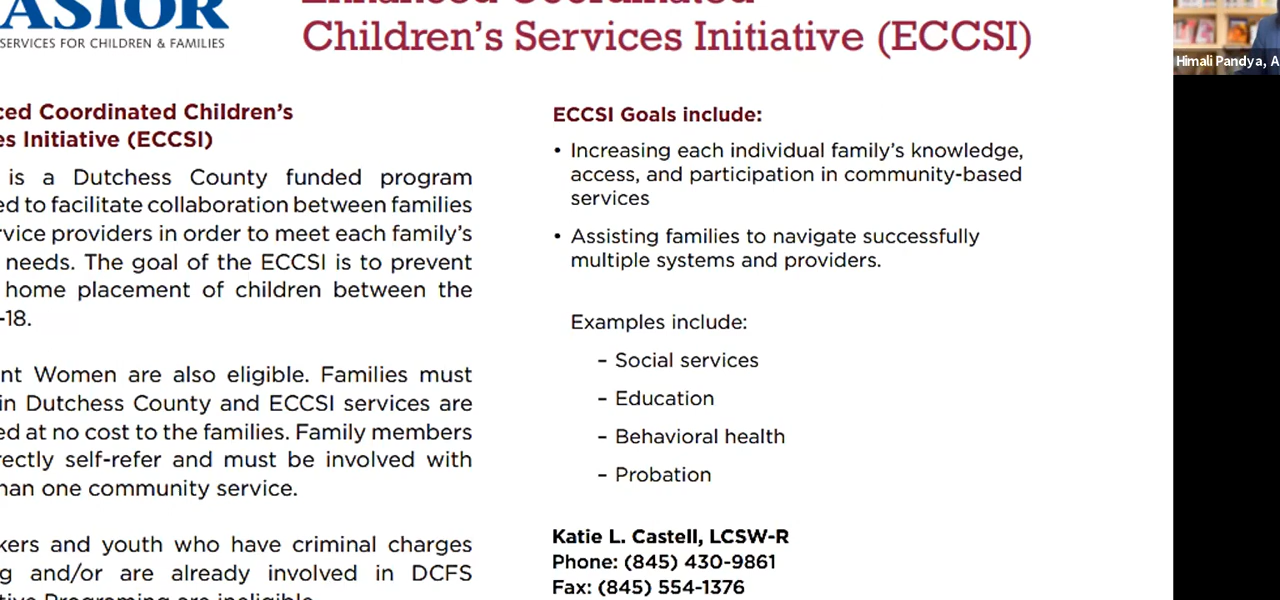 ASTOR
SERVICES FOR CHILDREN & FAMILIES
Enhanced Coordinated
Children's Services Initiative (ECCSI)
Himali Pandya, A
ced Coordinated Children's
es Initiative (ECCSI)
is a Dutchess County funded program
ed to facilitate collaboration between families
rvice providers in order to meet each family's
needs. The goal of the ECCSI is to prevent
home placement of children between the
-18.
nt Women are also eligible. Families must
in Dutchess County and ECCSI services are
ed at no cost to the families. Family members
rectly self-refer and must be involved with
han one community service.
kers and youth who have criminal charges
g and/or are already involved in DCFS
tive Programing are ineligible
ECCSI Goals include:
• Increasing each individual family's knowledge,
access, and participation in community-based
services
• Assisting families to navigate successfully
multiple systems and providers.
Examples include:
– Social services
– Education
– Behavioral health
– Probation
Katie L. Castell, LCSW-R
Phone: (845) 430-9861
Fax: (845) 554-1376